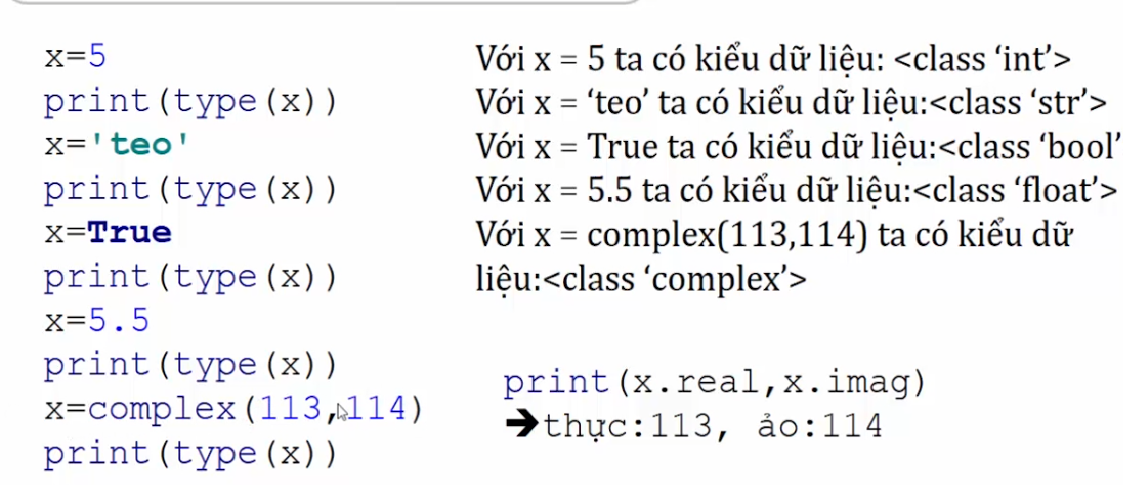 x=5
print(type(x))
x='teo'
print(type(x))
x=True
print(type(x))
x=5.5
print(type(x))
x=complex(113,114)
print(type(x))
Với x = 5 ta có kiểu dữ liệu: <class ‘int’>
Với x = ‘teo’ ta có kiểu dữ liệu:<class ‘str’>
Với x = True ta có kiểu dữ liệu:<class ‘bool’
Với x = 5.5 ta có kiểu dữ liệu:<class ‘float’>
Với x = complex(113,114) ta có kiểu dữ
liệu:<class ‘complex’>
print(x.real,x.imag)
➔thực:113, ảo:114